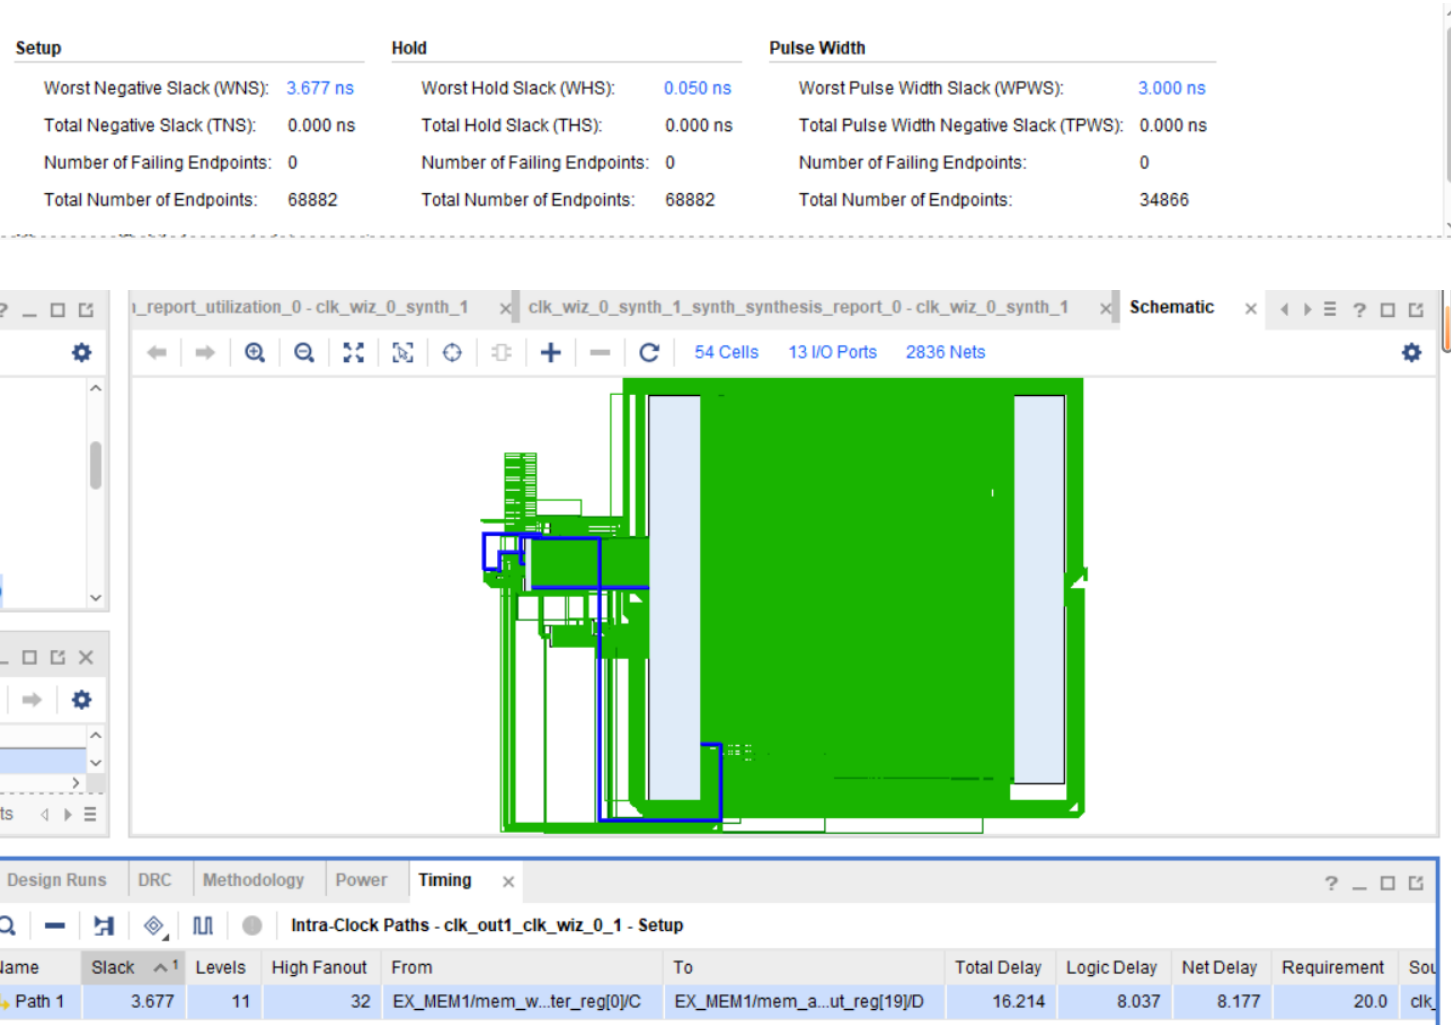 Setup Hold Pulse Width
Worst Negative Slack (WNS): 3.677 ns Worst Hold Slack (WHS): 0.050 ns Worst Pulse Width Slack (WPWS): 3.000 ns
Total Negative Slack (TNS): 0.000 ns Total Hold Slack (THS): 0.000 ns Total Pulse Width Negative Slack (TPWS): 0.000 ns
Number of Failing Endpoints: 0 Number of Failing Endpoints: 0 Number of Failing Endpoints: 0
Total Number of Endpoints: 68882 Total Number of Endpoints: 68882 Total Number of Endpoints: 34866
_report_utilization_0 - clk_wiz_0_synth_1 clk_wiz_0_synth_1_synth_synthesis_report_0 - clk_wiz_0_synth_1 Schematic
54 Cells 13 I/O Ports 2836 Nets
ts
Design Runs DRC Methodology Power Timing
Intra-Clock Paths - clk_out1_clk_wiz_0_1 - Setup
Name Slack 1 Levels High Fanout From To Total Delay Logic Delay Net Delay Requirement Sou
Path 1 3.677 11 32 EX_MEM1/mem_w...ter_reg[0]/C EX_MEM1/mem_a...ut_reg[19]/D 16.214 8.037 8.177 20.0 clk_